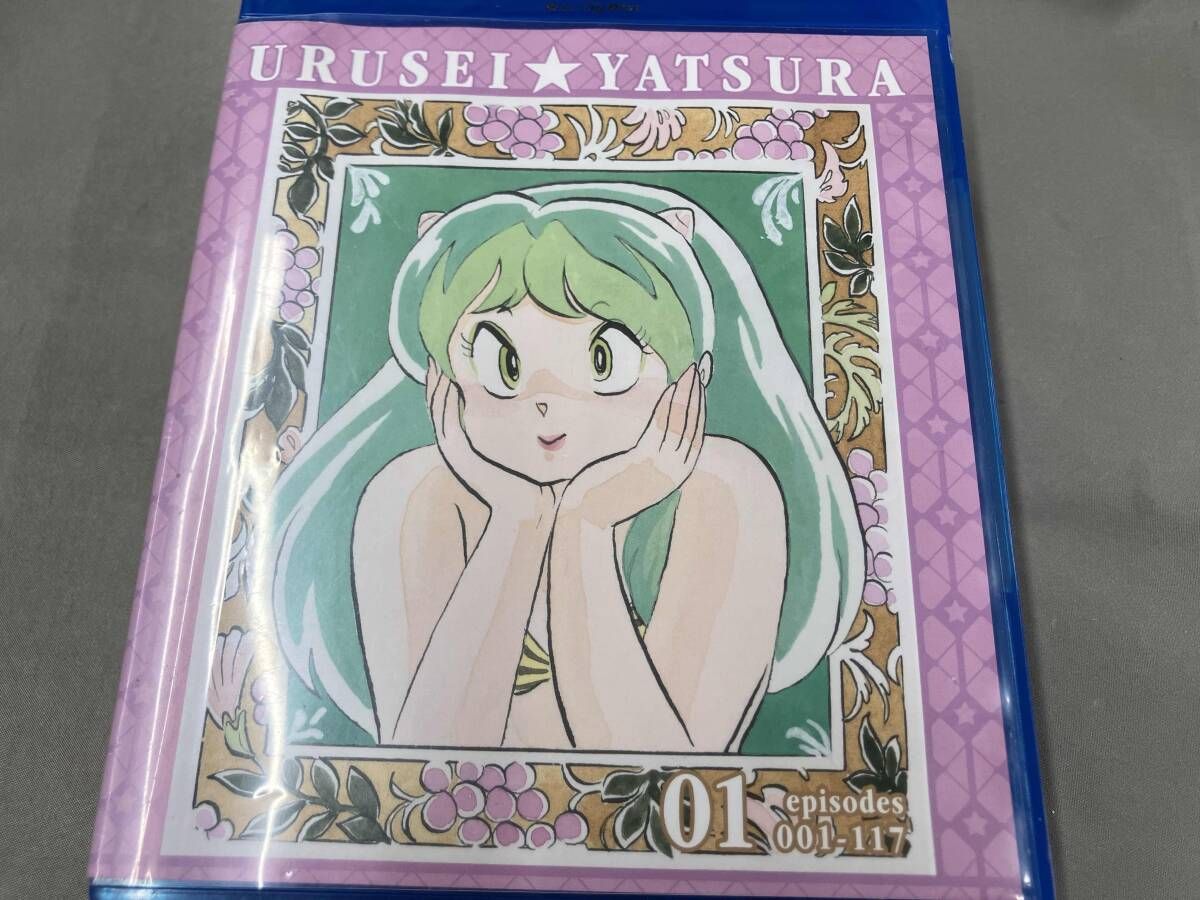 URUSEI★YATSURA
01
episodes
001-117